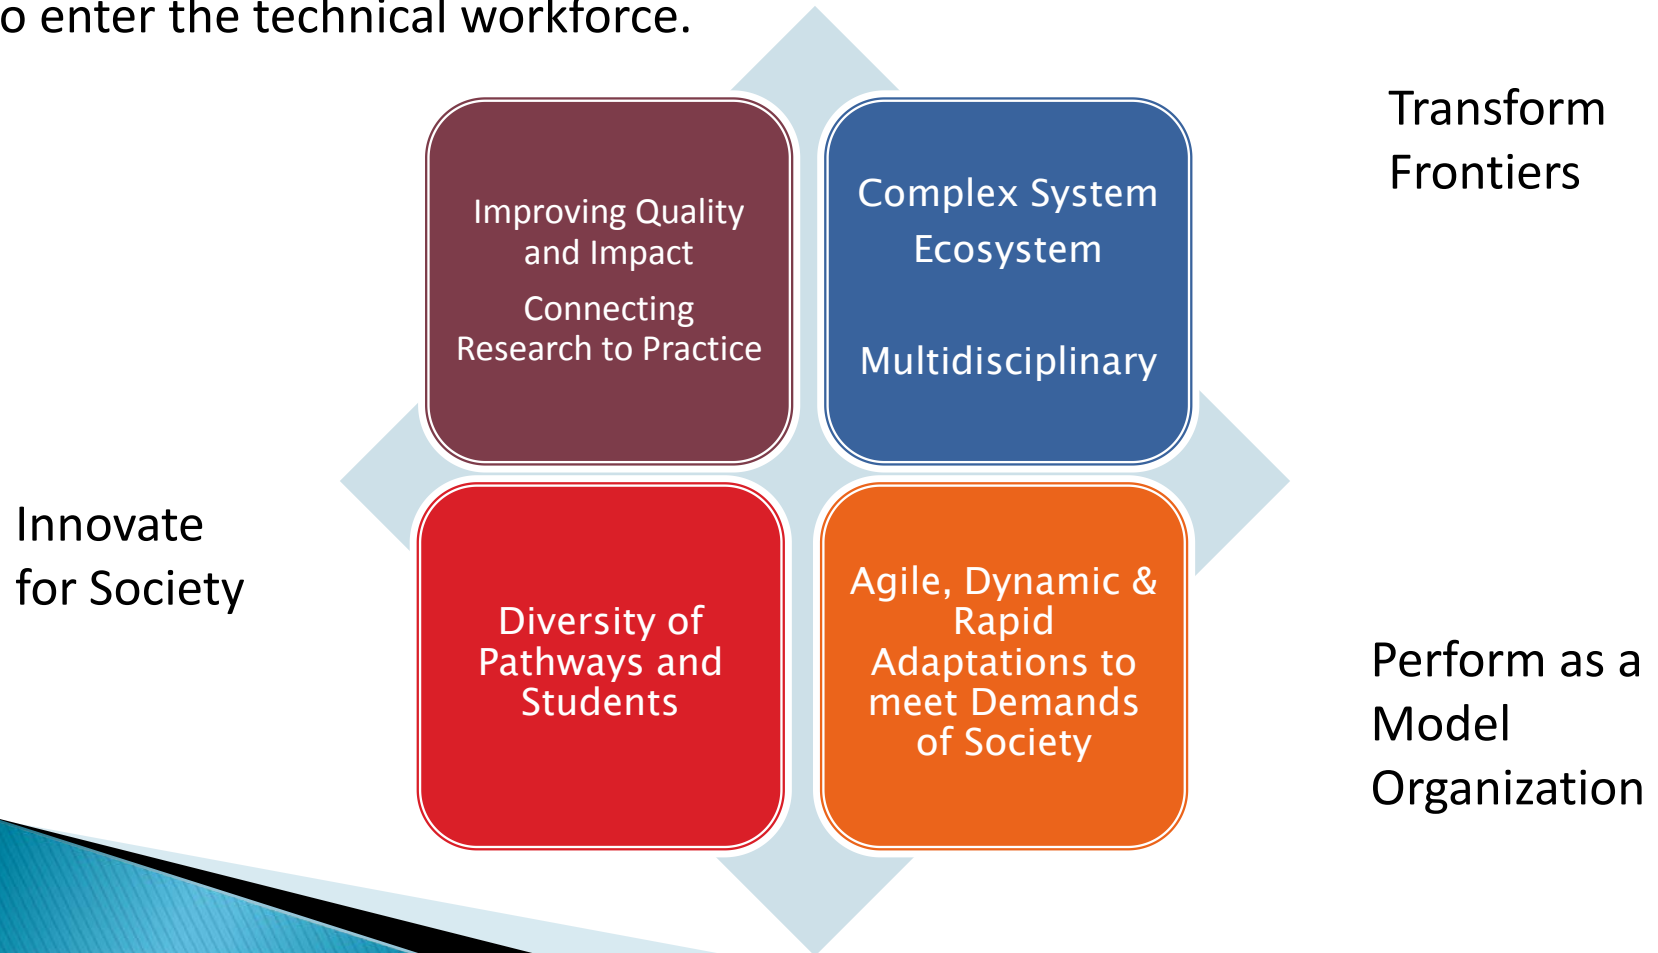 o enter the technical workforce.
Transform
Frontiers
Improving Quality
and Impact
Connecting
Research to Practice
Complex System
Ecosystem
Multidisciplinary
Innovate
for Society
Diversity of
Pathways and
Students
Agile, Dynamic &
Rapid
Adaptations to
meet Demands
of Society
Perform as a
Model
Organization